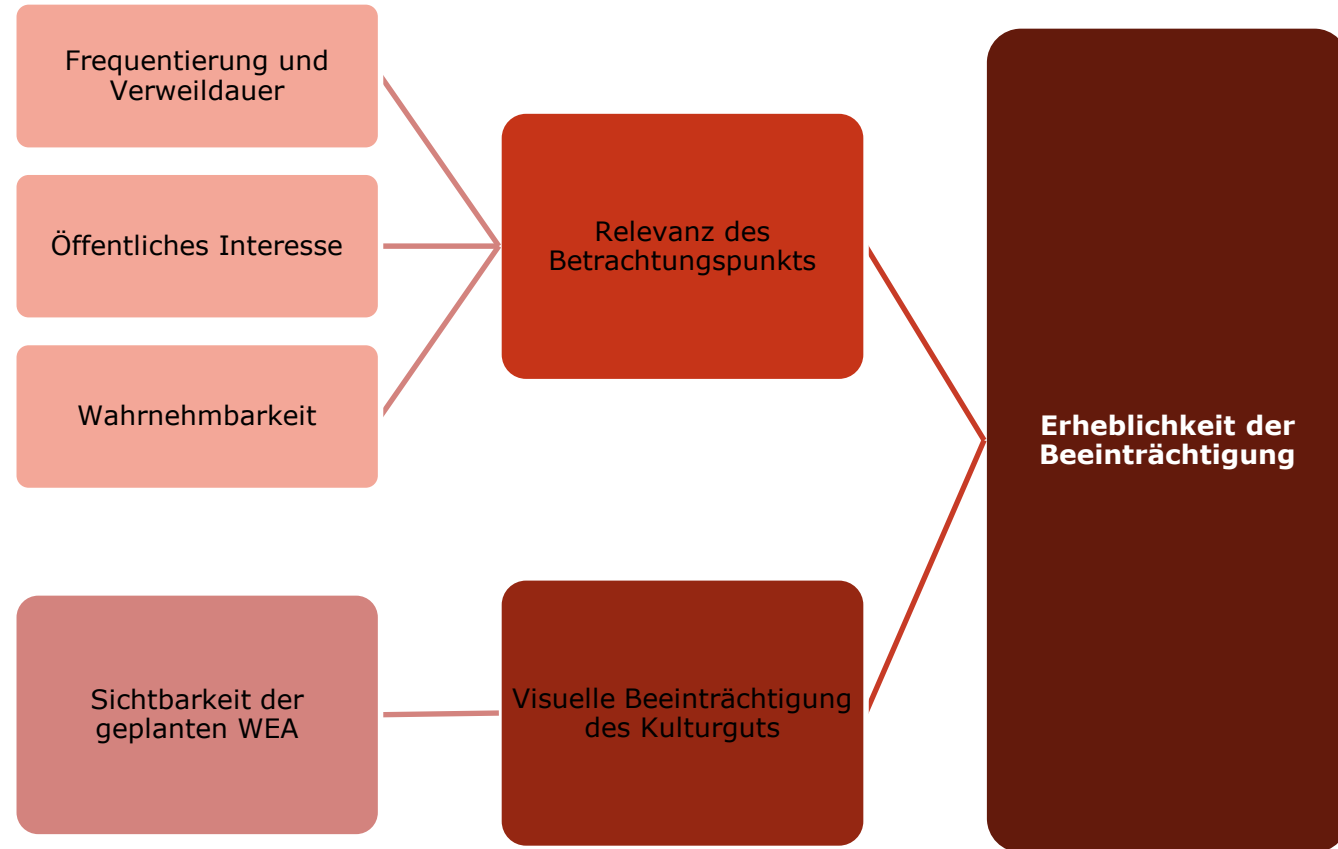 Frequentierung und
Verweildauer
Öffentliches Interesse
Wahrnehmbarkeit
Relevanz des
Betrachtungspunkts
Sichtbarkeit der
geplanten WEA
Visuelle Beeinträchtigung
des Kulturguts
Erheblichkeit der
Beeinträchtigung